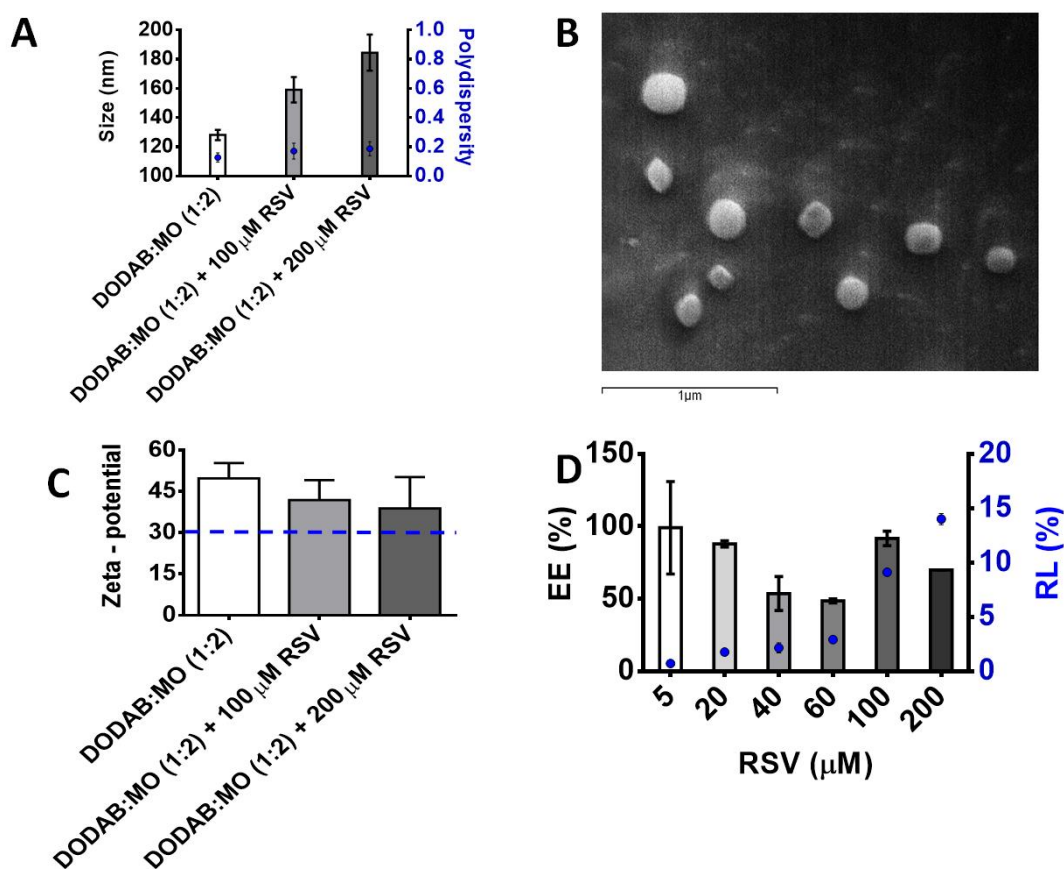 A
Size (nm)
200
180
160
140
120
100
1.0
0.8
0.6
0.4
0.2
0.0
Polydispersity
DODAB:MO (1:2)
DODAB:MO (1:2) + 100 μM RSV
DODAB:MO (1:2) + 200 μM RSV
B
1μm
C
Zeta - potential
60
45
30
15
0
DODAB:MO (1:2)
DODAB:MO (1:2) + 100 μM RSV
DODAB:MO (1:2) + 200 μM RSV
D
EE (%)
150
100
50
0
20
15
10
5
0
RL (%)
5
20
40
60
100
200
RSV (μM)